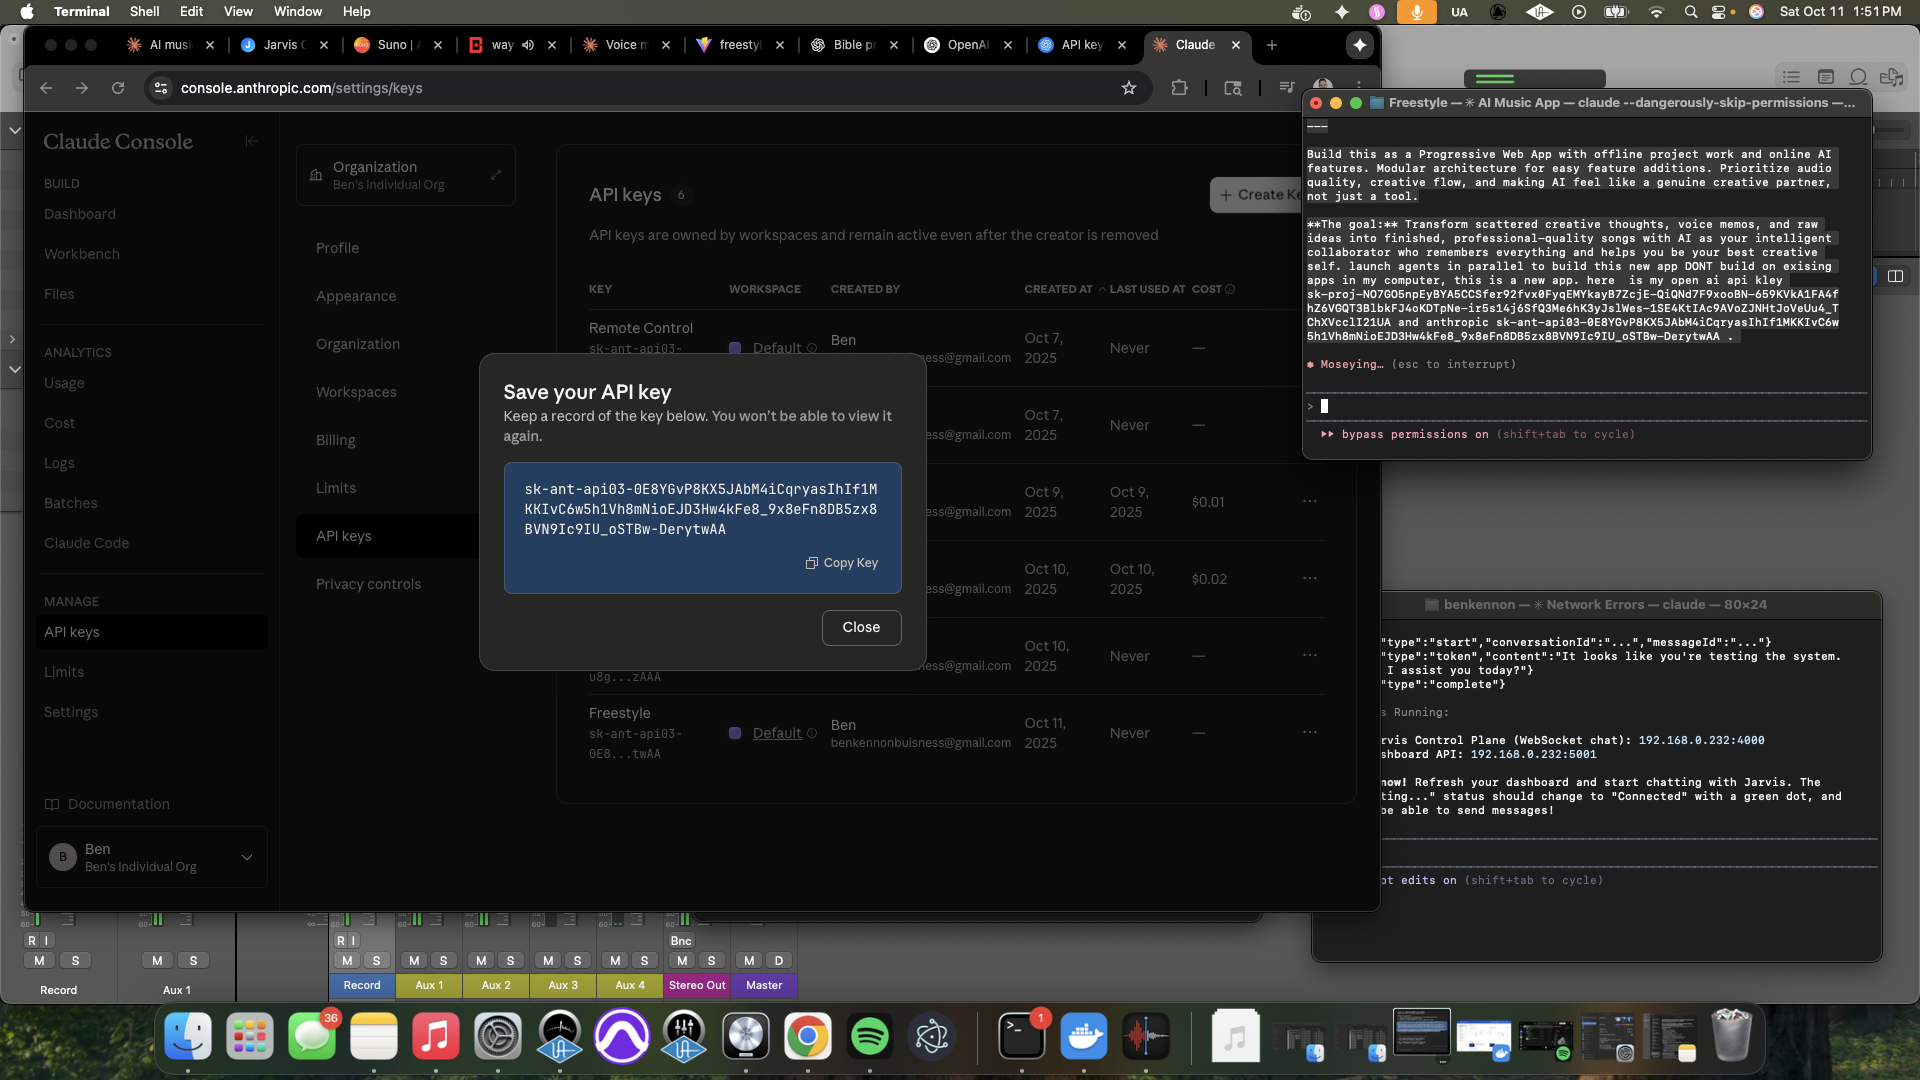 Terminal Shell Edit View Window Help
UA
Sat Oct 11 1:51 PM
AI musi
Jarvis C
Suno | A
way
Voice m
freestyl
Bible pr
OpenAI
API key
Claude
console.anthropic.com/settings/keys
Claude Console
BUILD
Dashboard
Workbench
Files
ANALYTICS
Usage
Cost
Logs
Batches
Claude Code
MANAGE
API keys
Limits
Settings
Documentation
B
Ben
Ben's Individual Org
Organization
Ben's Individual Org
Profile
Appearance
Organization
Workspaces
Billing
Limits
API keys
Privacy controls
API keys 6
+ Create Ke
API keys are owned by workspaces and remain active even after the creator is removed
KEY WORKSPACE CREATED BY CREATED AT LAST USED AT COST
Remote Control
sk-ant-api03-
Default
Ben
ess@gmail.com
Oct 7,
2025
Never
—
ess@gmail.com
Oct 7,
2025
Never
—
ess@gmail.com
Oct 9,
2025
Oct 9,
2025
$0.01
ess@gmail.com
Oct 10,
2025
Oct 10,
2025
$0.02
u8g...zAAA
ess@gmail.com
Oct 10,
2025
Never
—
Freestyle
sk-ant-api03-
0E8...twAA
Default
Ben
benkennonbuisness@gmail.com
Oct 11,
2025
Never
—
Save your API key
Keep a record of the key below. You won't be able to view it
again.
[API key omitted]
Copy Key
Close
Freestyle — ✳ AI Music App — claude --dangerously-skip-permissions —...
---
Build this as a Progressive Web App with offline project work and online AI
features. Modular architecture for easy feature additions. Prioritize audio
quality, creative flow, and making AI feel like a genuine creative partner,
not just a tool.
**The goal:** Transform scattered creative thoughts, voice memos, and raw
ideas into finished, professional-quality songs with AI as your intelligent
collaborator who remembers everything and helps you be your best creative
self. launch agents in parallel to build this new app DONT build on exising
apps in my computer, this is a new app. here  is my open ai api kley
[API key omitted] and anthropic [API key omitted] .
✽ Moseying… (esc to interrupt)
>
⏵⏵ bypass permissions on (shift+tab to cycle)
benkennon — ✳ Network Errors — claude — 80×24
"type":"start","conversationId":"...","messageId":"..."}
"type":"token","content":"It looks like you're testing the system.
I assist you today?"}
"type":"complete"}
s Running:
rvis Control Plane (WebSocket chat): 192.168.0.232:4000
shboard API: 192.168.0.232:5001
now! Refresh your dashboard and start chatting with Jarvis. The
ting..." status should change to "Connected" with a green dot, and
be able to send messages!
pt edits on (shift+tab to cycle)
R I
R I
Bnc
M S
M S
M S
M S
M S
M S
M S
M S
M D
Record
Aux 1
Record
Aux 1
Aux 2
Aux 3
Aux 4
Stereo Out
Master
36
1